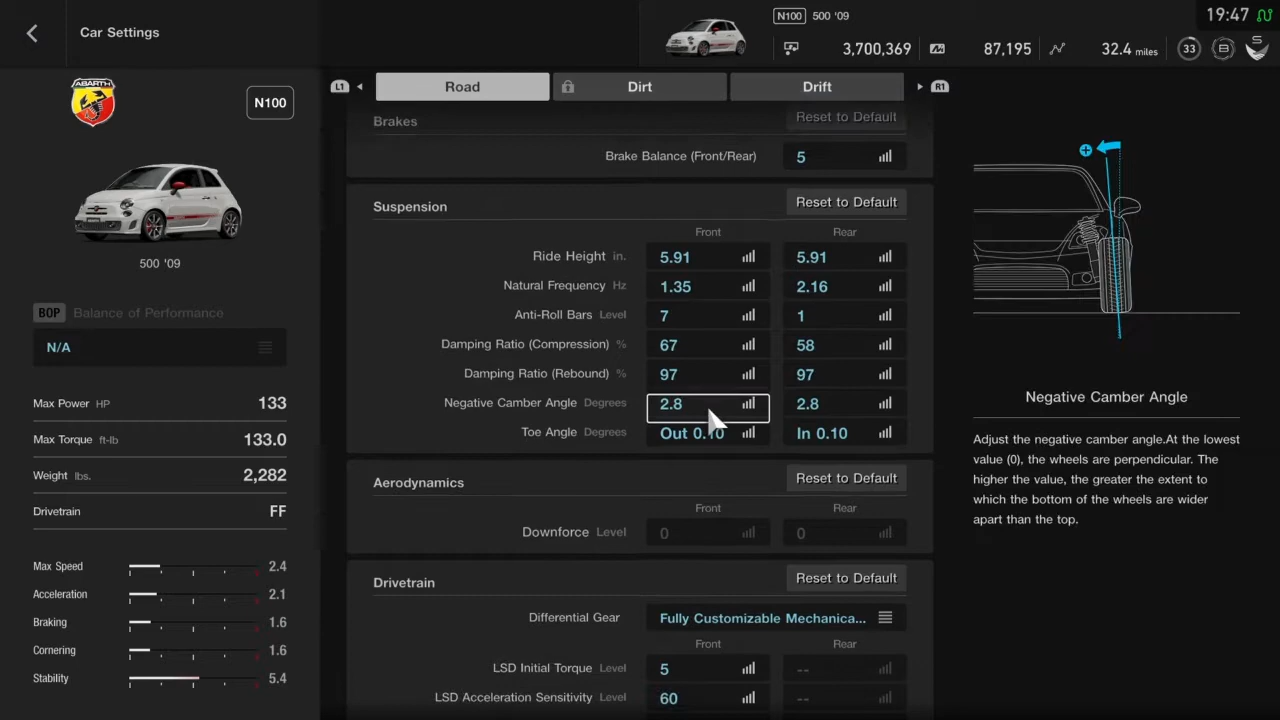 19:47
N100 500 '09
Car Settings
3,700,369 87,195 32.4 miles 33 B S
ABARTH
N100
500 '09
BOP Balance of Performance
N/A
Max Power HP 133
Max Torque ft-lb 133.0
Weight lbs. 2,282
Drivetrain FF
Max Speed 2.4
Acceleration 2.1
Braking 1.6
Cornering 1.6
Stability 5.4
L1 Road Dirt Drift R1
Brakes Reset to Default
Brake Balance (Front/Rear) 5
Suspension Reset to Default
Front Rear
Ride Height in. 5.91 5.91
Natural Frequency Hz 1.35 2.16
Anti-Roll Bars Level 7 1
Damping Ratio (Compression) % 67 58
Damping Ratio (Rebound) % 97 97
Negative Camber Angle Degrees 2.8 2.8
Toe Angle Degrees Out 0.10 In 0.10
Aerodynamics Reset to Default
Front Rear
Downforce Level 0 0
Drivetrain Reset to Default
Differential Gear Fully Customizable Mechanica...
Front Rear
LSD Initial Torque Level 5 --
LSD Acceleration Sensitivity Level 60 --
Negative Camber Angle
Adjust the negative camber angle.At the lowest
value (0), the wheels are perpendicular. The
higher the value, the greater the extent to
which the bottom of the wheels are wider
apart than the top.